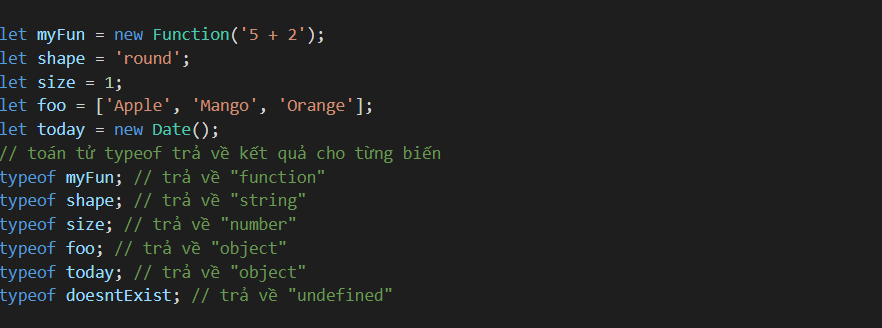 let myFun = new Function('5 + 2');
let shape = 'round';
let size = 1;
let foo = ['Apple', 'Mango', 'Orange'];
let today = new Date();
// toán tử typeof trả về kết quả cho từng biến
typeof myFun; // trả về "function"
typeof shape; // trả về "string"
typeof size; // trả về "number"
typeof foo; // trả về "object"
typeof today; // trả về "object"
typeof doesntExist; // trả về "undefined"